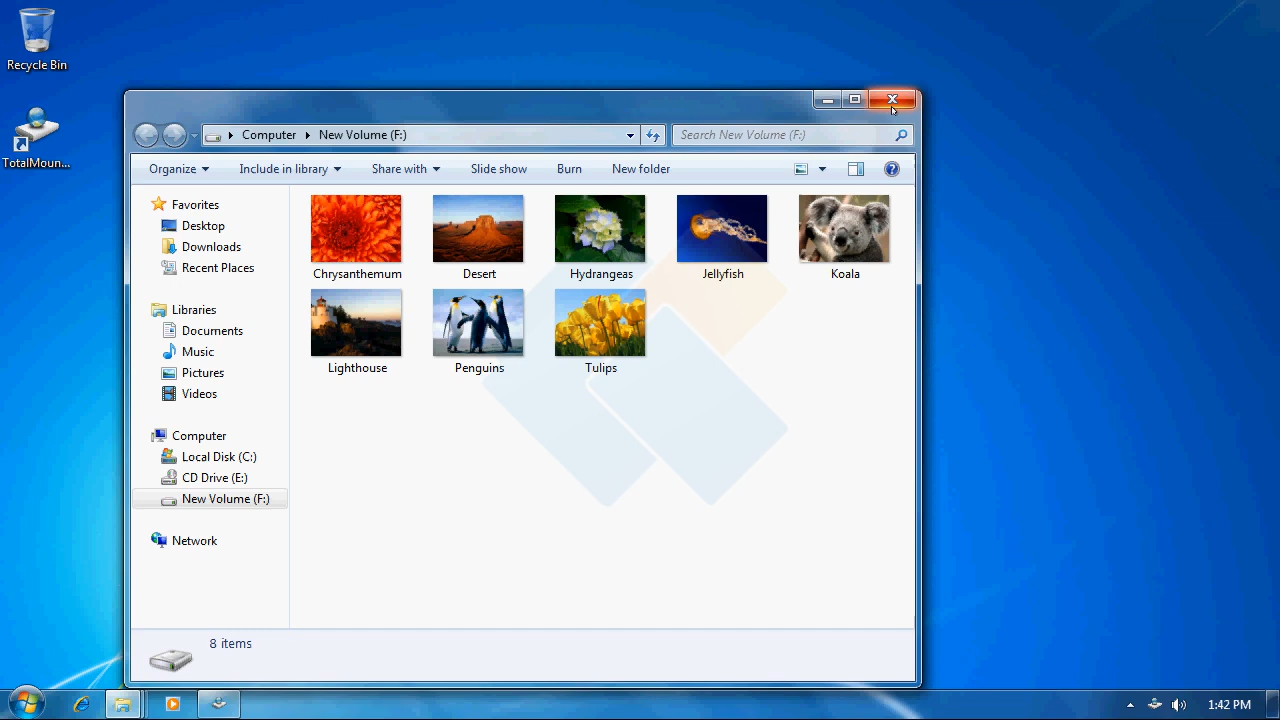 Recycle Bin
TotalMoun...
Computer
New Volume (F:)
Search New Volume (F:)
Organize
Include in library
Share with
Slide show
Burn
New folder
Favorites
Desktop
Downloads
Recent Places
Libraries
Documents
Music
Pictures
Videos
Computer
Local Disk (C:)
CD Drive (E:)
New Volume (F:)
Network
Chrysanthemum
Desert
Hydrangeas
Jellyfish
Koala
Lighthouse
Penguins
Tulips
8 items
1:42 PM